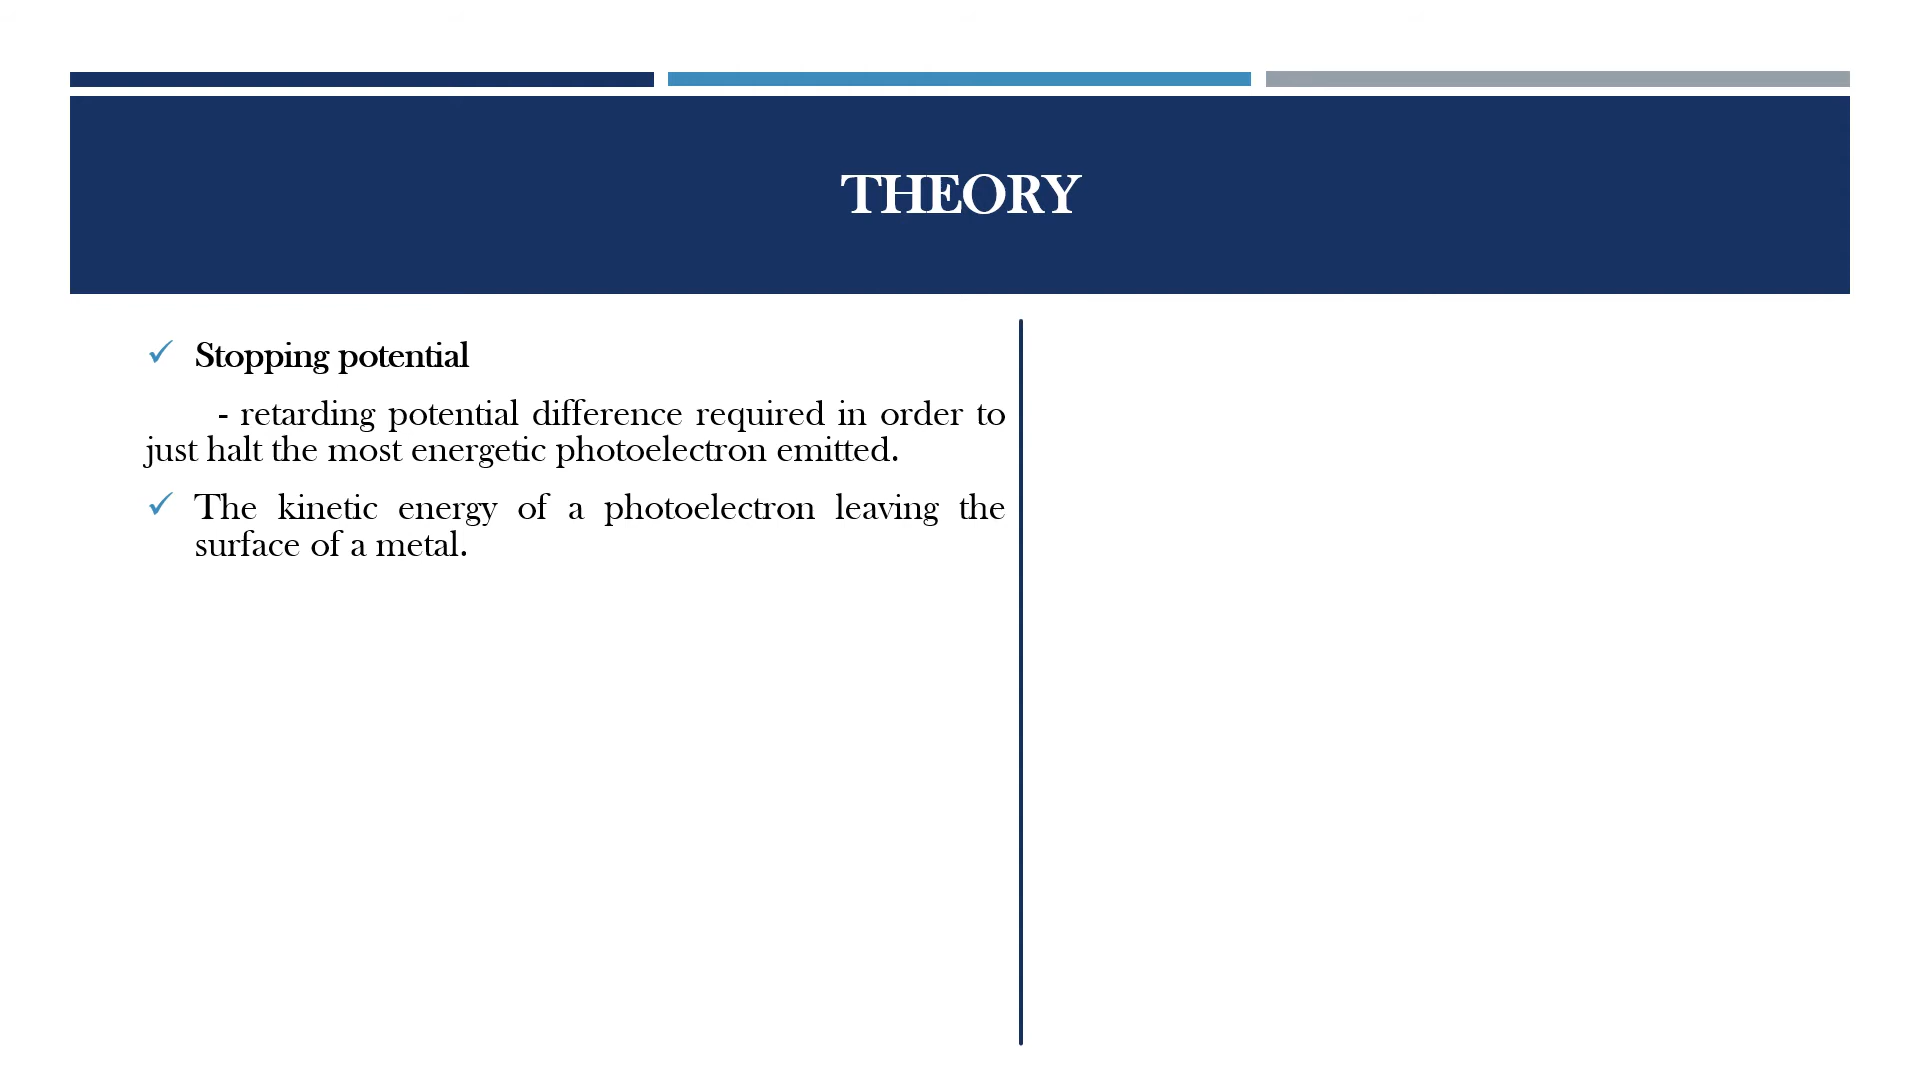 THEORY
✓ Stopping potential
- retarding potential difference required in order to
just halt the most energetic photoelectron emitted.
✓ The kinetic energy of a photoelectron leaving the
surface of a metal.